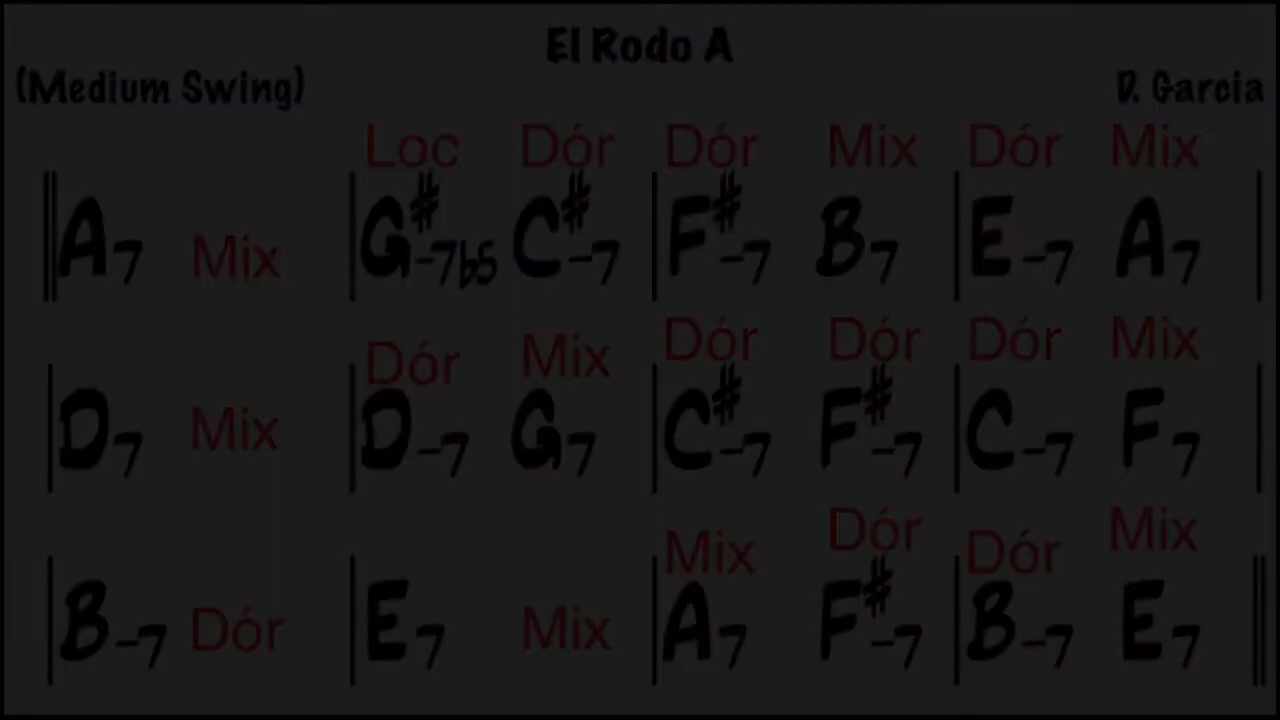 El Rodo A
(Medium Swing) D. Garcia
Loc Dór Dór Mix Dór Mix
A7 Mix G#-7b5 C#-7 F#-7 B7 E-7 A7
Dór Mix Dór Dór Dór Mix
D7 Mix D-7 G7 C#-7 F#-7 C-7 F7
Mix Dór Dór Mix
B-7 Dór E7 Mix A7 F#-7 B-7 E7